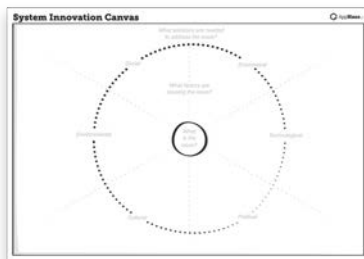 System Innovation Canvas
What solutions are needed
to address the issue?
Social
Economical
What factors are
causing the issue?
What
is the
issue?
Environmental
Technological
Cultural
Political